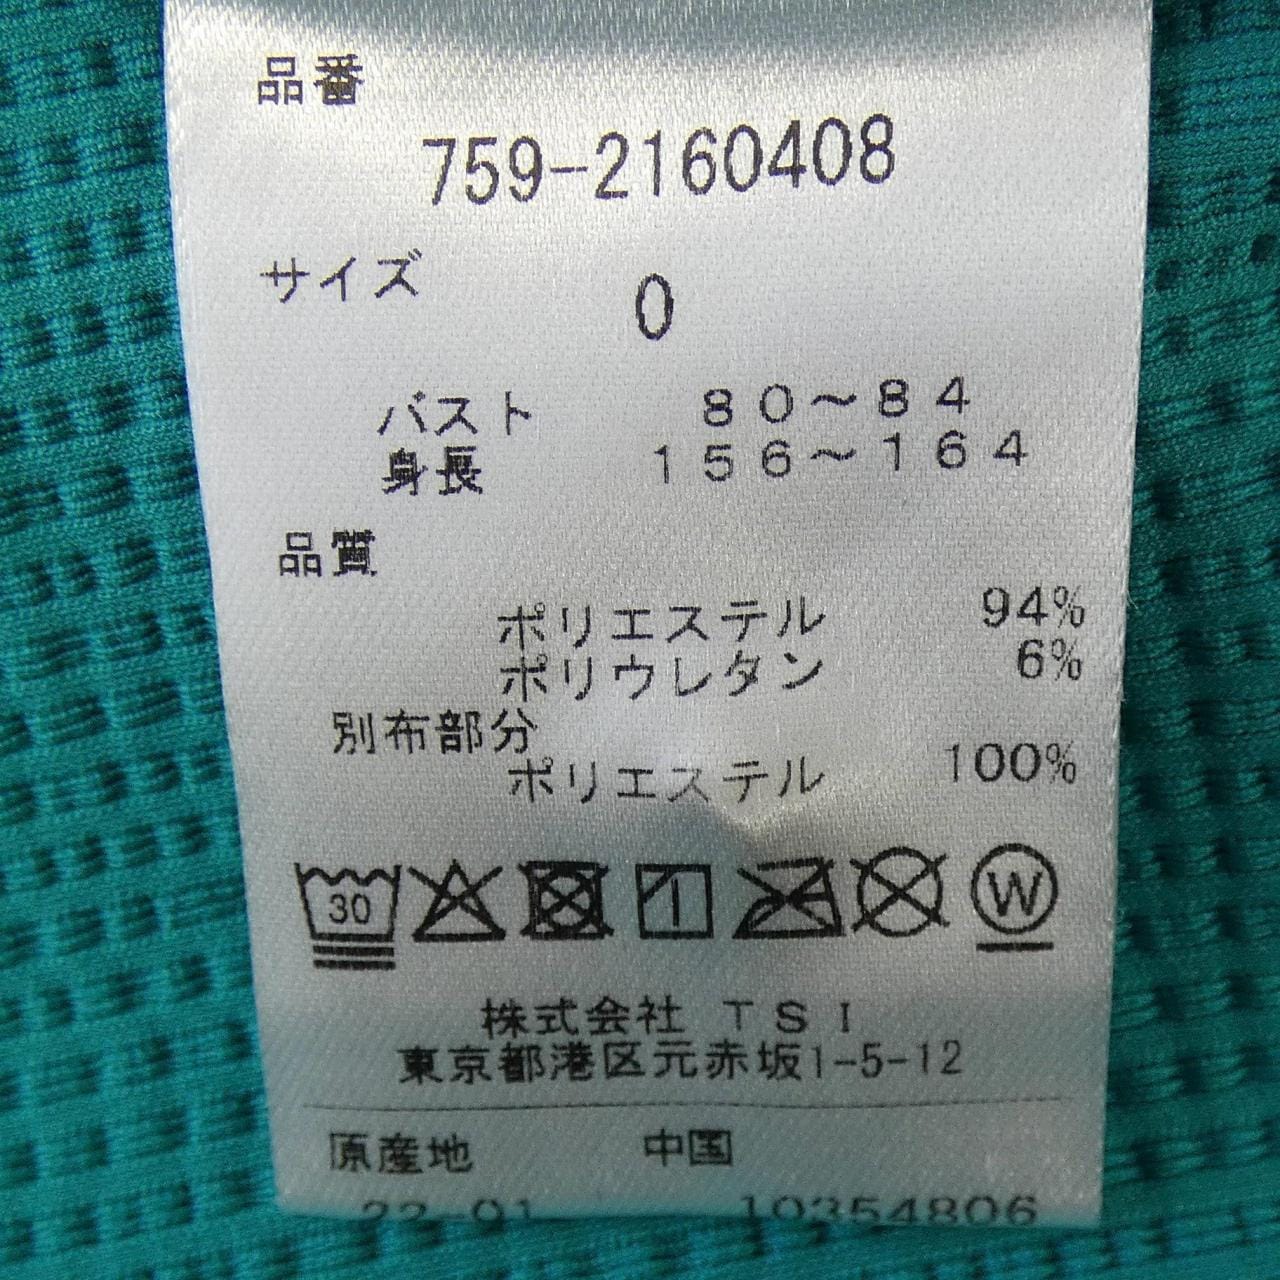 品番
759-2160408
サイズ 0
バスト 80～84
身長 156～164
品質
ポリエステル 94%
ポリウレタン 6%
別布部分
ポリエステル 100%
30 W
株式会社 TSI
東京都港区元赤坂1-5-12
原産地 中国
22-01 10354806